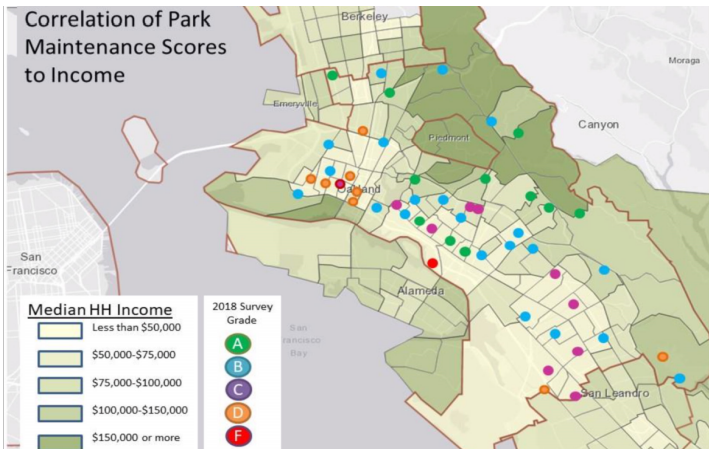 Correlation of Park
Maintenance Scores
to Income
Berkeley
Moraga
Emeryville
Canyon
Piedmont
Oakland
San
Francisco
Alameda
San
Francisco
Bay
San Leandro
Median HH Income
Less than $50,000
$50,000-$75,000
$75,000-$100,000
$100,000-$150,000
$150,000 or more
2018 Survey
Grade
A
B
C
D
F